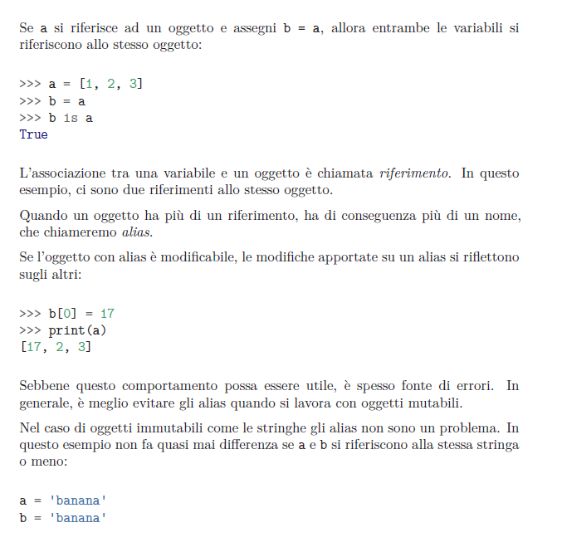 Se a si riferisce ad un oggetto e assegni b = a, allora entrambe le variabili si
riferiscono allo stesso oggetto:
>>> a = [1, 2, 3]
>>> b = a
>>> b is a
True
L'associazione tra una variabile e un oggetto è chiamata riferimento. In questo
esempio, ci sono due riferimenti allo stesso oggetto.
Quando un oggetto ha più di un riferimento, ha di conseguenza più di un nome,
che chiameremo alias.
Se l'oggetto con alias è modificabile, le modifiche apportate su un alias si riflettono
sugli altri:
>>> b[0] = 17
>>> print(a)
[17, 2, 3]
Sebbene questo comportamento possa essere utile, è spesso fonte di errori. In
generale, è meglio evitare gli alias quando si lavora con oggetti mutabili.
Nel caso di oggetti immutabili come le stringhe gli alias non sono un problema. In
questo esempio non fa quasi mai differenza se a e b si riferiscono alla stessa stringa
o meno:
a = 'banana'
b = 'banana'